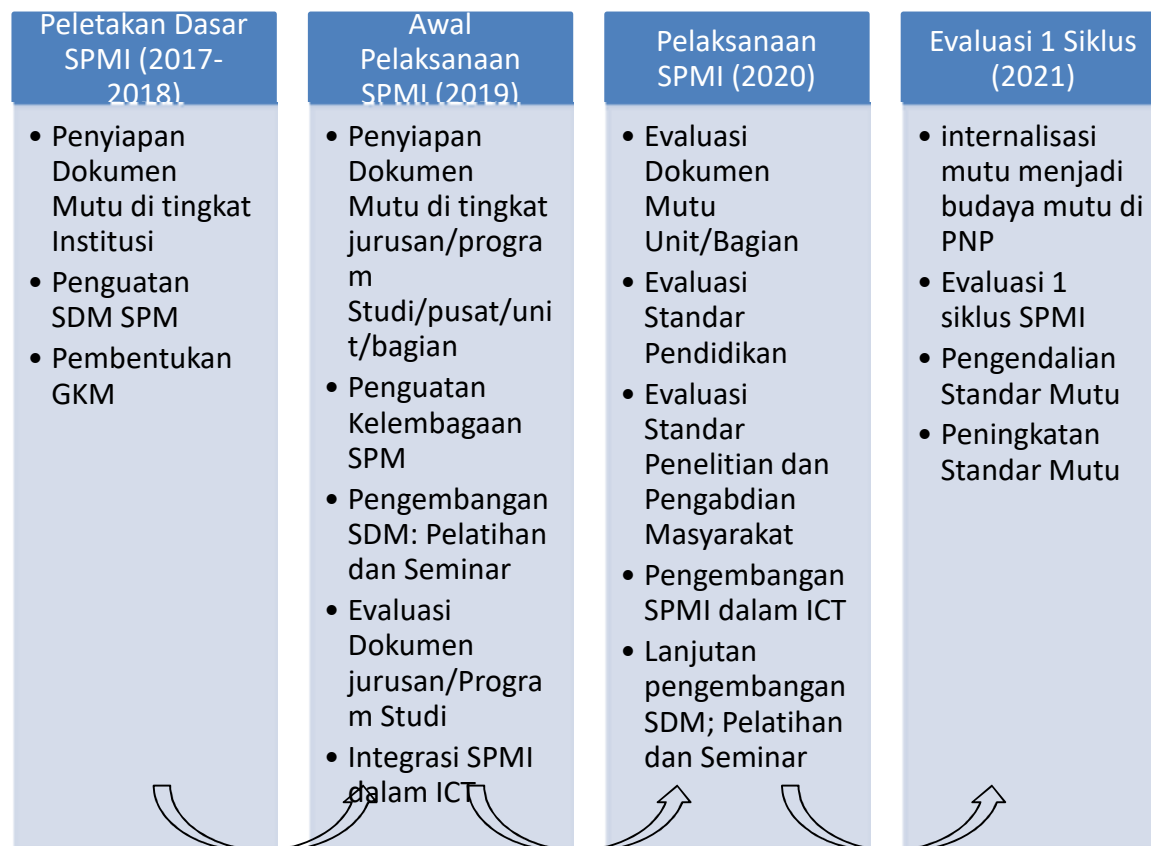 Peletakan Dasar
SPMI (2017-
2018)
• Penyiapan
Dokumen
Mutu di tingkat
Institusi
• Penguatan
SDM SPM
• Pembentukan
GKM
Awal
Pelaksanaan
SPMI (2019)
• Penyiapan
Dokumen
Mutu di tingkat
jurusan/progra
m
Studi/pusat/uni
t/bagian
• Penguatan
Kelembagaan
SPM
• Pengembangan
SDM: Pelatihan
dan Seminar
• Evaluasi
Dokumen
jurusan/Progra
m Studi
• Integrasi SPMI
dalam ICT
Pelaksanaan
SPMI (2020)
• Evaluasi
Dokumen
Mutu
Unit/Bagian
• Evaluasi
Standar
Pendidikan
• Evaluasi
Standar
Penelitian dan
Pengabdian
Masyarakat
• Pengembangan
SPMI dalam ICT
• Lanjutan
pengembangan
SDM; Pelatihan
dan Seminar
Evaluasi 1 Siklus
(2021)
• internalisasi
mutu menjadi
budaya mutu di
PNP
• Evaluasi 1
siklus SPMI
• Pengendalian
Standar Mutu
• Peningkatan
Standar Mutu